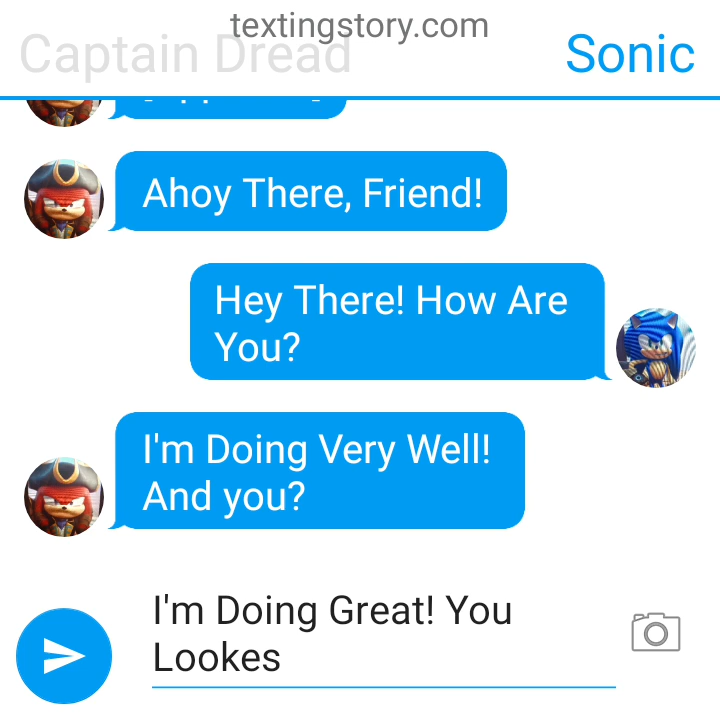 textingstory.com
Captain Dread
Sonic
Ahoy There, Friend!
Hey There! How Are
You?
I'm Doing Very Well!
And you?
I'm Doing Great! You
Lookes